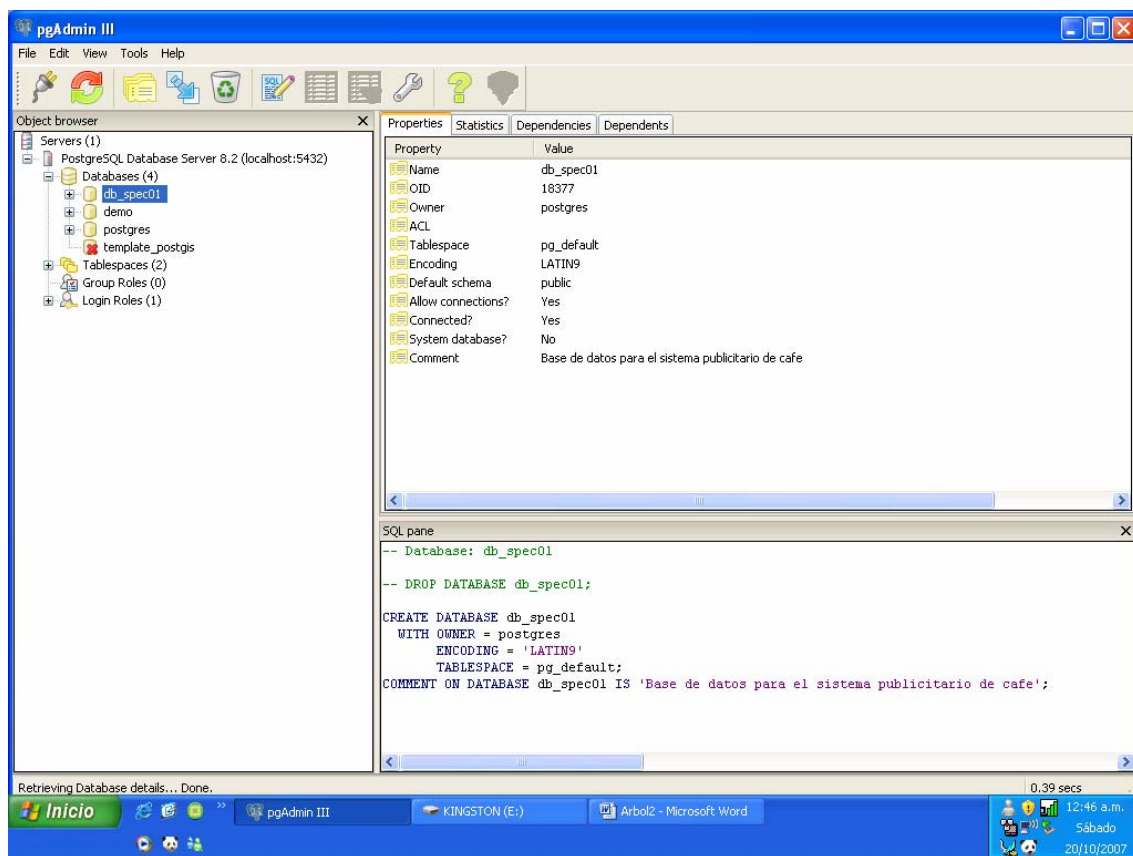 pgAdmin III
File Edit View Tools Help
SQL
Object browser
Servers (1)
PostgreSQL Database Server 8.2 (localhost:5432)
Databases (4)
db_spec01
demo
postgres
template_postgis
Tablespaces (2)
Group Roles (0)
Login Roles (1)
Properties Statistics Dependencies Dependents
Property Value
Name db_spec01
OID 18377
Owner postgres
ACL
Tablespace pg_default
Encoding LATIN9
Default schema public
Allow connections? Yes
Connected? Yes
System database? No
Comment Base de datos para el sistema publicitario de cafe
SQL pane
-- Database: db_spec01
-- DROP DATABASE db_spec01;
CREATE DATABASE db_spec01
WITH OWNER = postgres
ENCODING = 'LATIN9'
TABLESPACE = pg_default;
COMMENT ON DATABASE db_spec01 IS 'Base de datos para el sistema publicitario de cafe';
Retrieving Database details... Done. 0.39 secs
Inicio pgAdmin III KINGSTON (E:) Arbol2 - Microsoft Word 12:46 a.m.
Sábado
20/10/2007